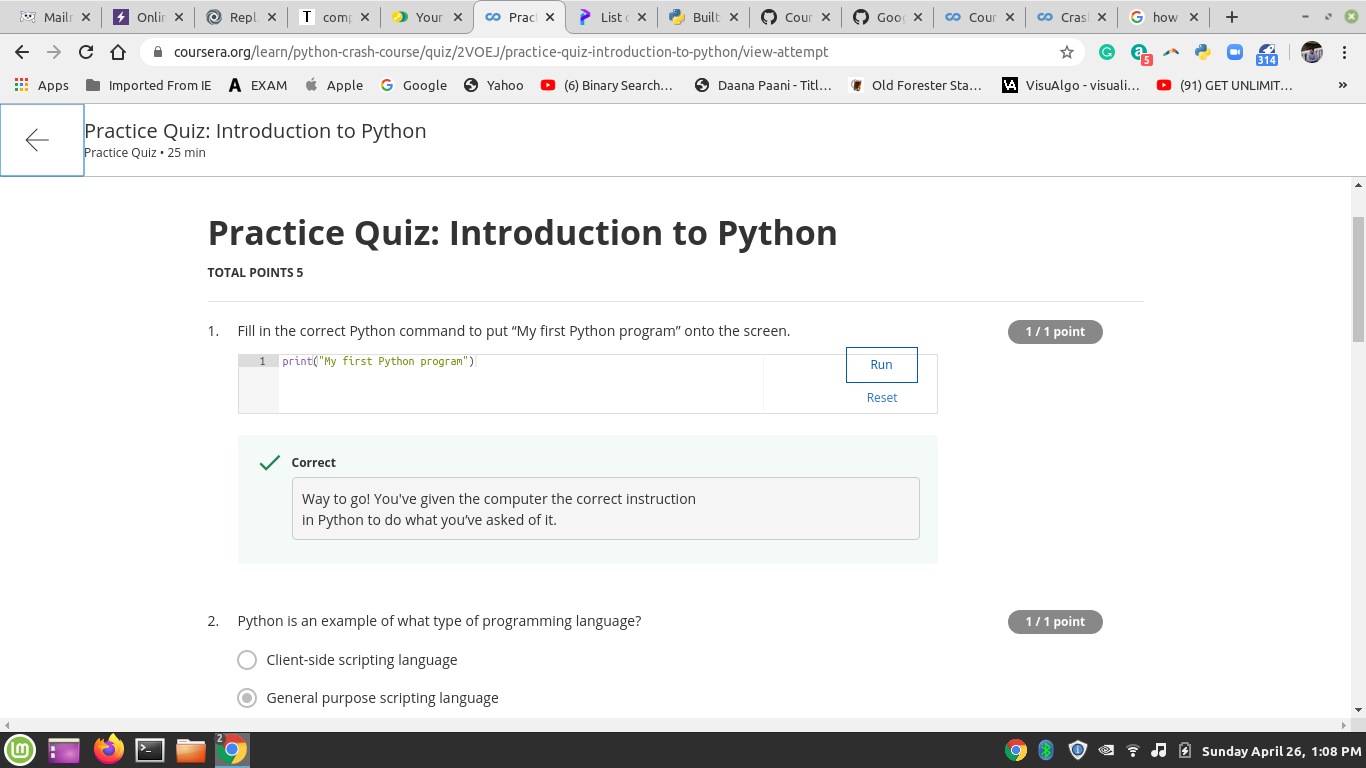 Mailr
Onlir
Repl.
comp
Your
Pract
List o
Built
Cour
Goog
Cour
Cras
how
coursera.org/learn/python-crash-course/quiz/2VOEJ/practice-quiz-introduction-to-python/view-attempt
5
314
Apps
Imported From IE
EXAM
Apple
Google
Yahoo
(6) Binary Search...
Daana Paani - Titl...
Old Forester Sta...
VisuAlgo - visuali...
(91) GET UNLIMIT...
»
Practice Quiz: Introduction to Python
Practice Quiz • 25 min
Practice Quiz: Introduction to Python
TOTAL POINTS 5
1. Fill in the correct Python command to put “My first Python program” onto the screen.
1 / 1 point
1 print("My first Python program")
Run
Reset
Correct
Way to go! You've given the computer the correct instruction
in Python to do what you’ve asked of it.
2. Python is an example of what type of programming language?
1 / 1 point
Client-side scripting language
General purpose scripting language
2
Sunday April 26, 1:08 PM